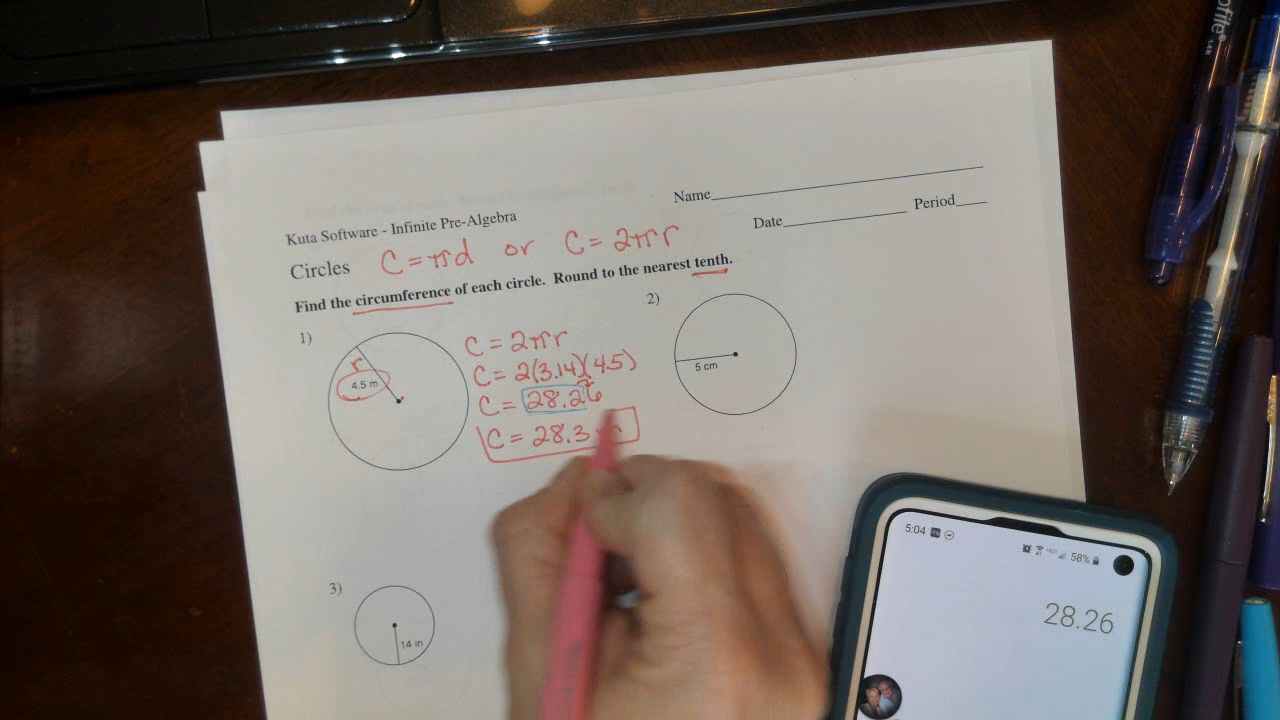 Kuta Software - Infinite Pre-Algebra
Name
Date Period
Circles C = πd or C = 2πr
Find the circumference of each circle. Round to the nearest tenth.
1)
r
4.5 m
C = 2πr
C = 2(3.14)(4.5)
C = 28.26
C = 28.3
2)
5 cm
3)
14 in
5:04
58%
28.26